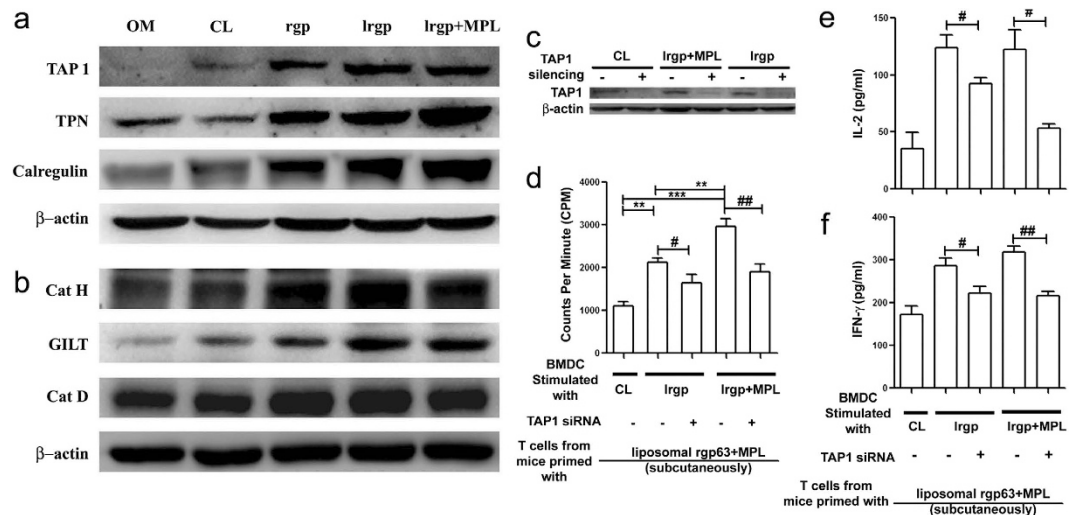 a
OM CL rgp lrgp lrgp+MPL
TAP 1
TPN
Calregulin
β-actin
b
Cat H
GILT
Cat D
β-actin
c
CL lrgp+MPL lrgp
TAP1
silencing
- + - + - +
TAP1
β-actin
d
Counts Per Minute (CPM)
4000
3000
2000
1000
0
**
***
**
##
#
BMDC
Stimulated
with
CL lrgp lrgp+MPL
TAP1 siRNA - - + - +
T cells from
mice primed
with
liposomal rgp63+MPL
(subcutaneously)
e
IL-2 (pg/ml)
150
100
50
0
# #
f
IFN-γ (pg/ml)
400
300
200
100
0
# ##
BMDC
Stimulated
with
CL lrgp lrgp+MPL
TAP1 siRNA - - + - +
T cells from
mice primed with
liposomal rgp63+MPL
(subcutaneously)